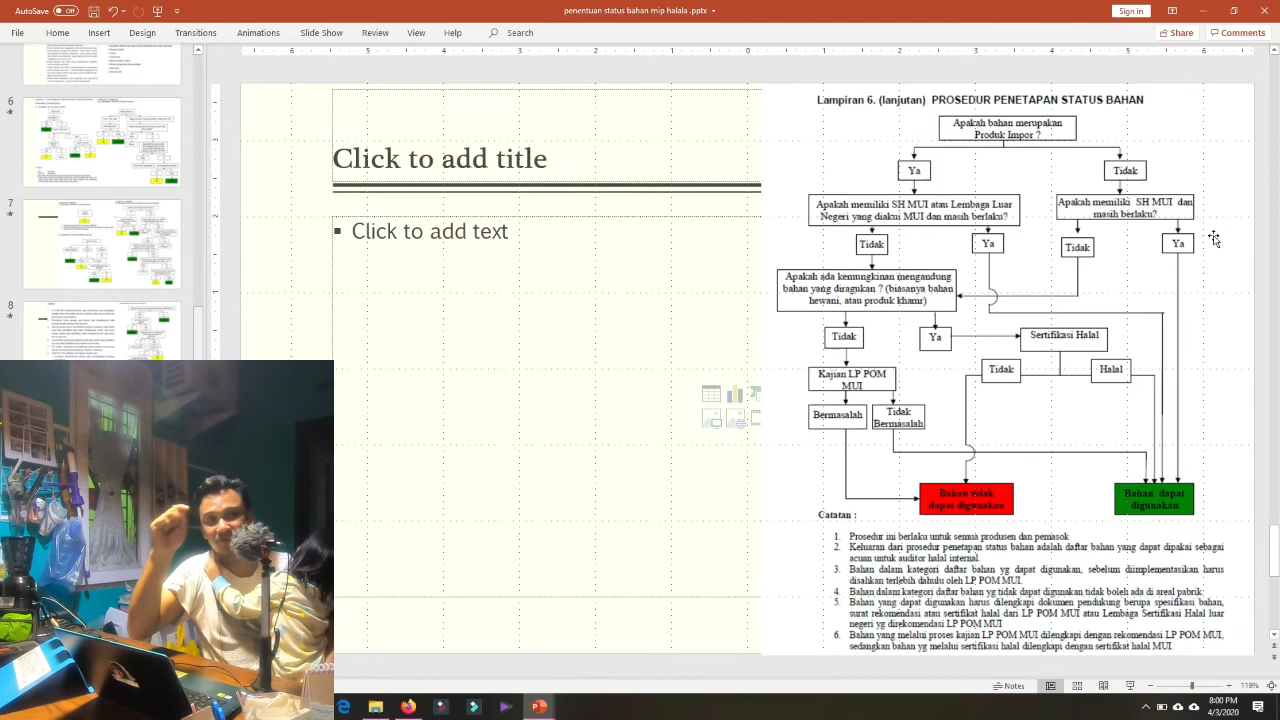 AutoSave Off
penentuan status bahan mip halala .pptx
Sign in
File Home Insert Design Transitions Animations Slide Show Review View Help Search
Share Comments
Click to add title
Click to add text
Lampiran 6. (lanjutan) PROSEDUR PENETAPAN STATUS BAHAN
Apakah bahan merupakan
Produk Impor ?
Ya
Tidak
Apakah memiliki SH MUI atau Lembaga Luar
Negeri yang diakui MUI dan masih berlaku?
Apakah memiliki SH MUI dan
masih berlaku?
Tidak
Ya
Tidak
Ya
Apakah ada kemungkinan mengandung
bahan yang diragukan ? (biasanya bahan
hewani, atau produk khamr)
Tidak
Ya
Sertifikasi Halal
Kajian LP POM
MUI
Tidak
Halal
Bermasalah
Tidak
Bermasalah
Bahan tidak
dapat digunakan
Bahan dapat
digunakan
Catatan :
1. Prosedur ini berlaku untuk semua produsen dan pemasok
2. Keluaran dari prosedur penetapan status bahan adalah daftar bahan yang dapat dipakai sebagai
acuan untuk auditor halal internal.
3. Bahan dalam kategori daftar bahan yg dapat digunakan, sebelum diimplementasikan harus
disahkan terlebih dahulu oleh LP POM MUI.
4. Bahan dalam kategori daftar bahan yg tidak dapat digunakan tidak boleh ada di areal pabrik.
5. Bahan yang dapat digunakan harus dilengkapi dokumen pendukung berupa spesifikasi bahan,
surat rekomendasi atau sertifikat halal dari LP POM MUI atau Lembaga Sertifikasi Halal luar
negeri yg direkomendasi LP POM MUI
6. Bahan yang melalui proses kajian LP POM MUI dilengkapi dengan rekomendasi LP POM MUI,
sedangkan bahan yg melalui sertifikasi halal dilengkapi dengan sertifikat halal MUI.
Notes
119%
8:00 PM
4/3/2020